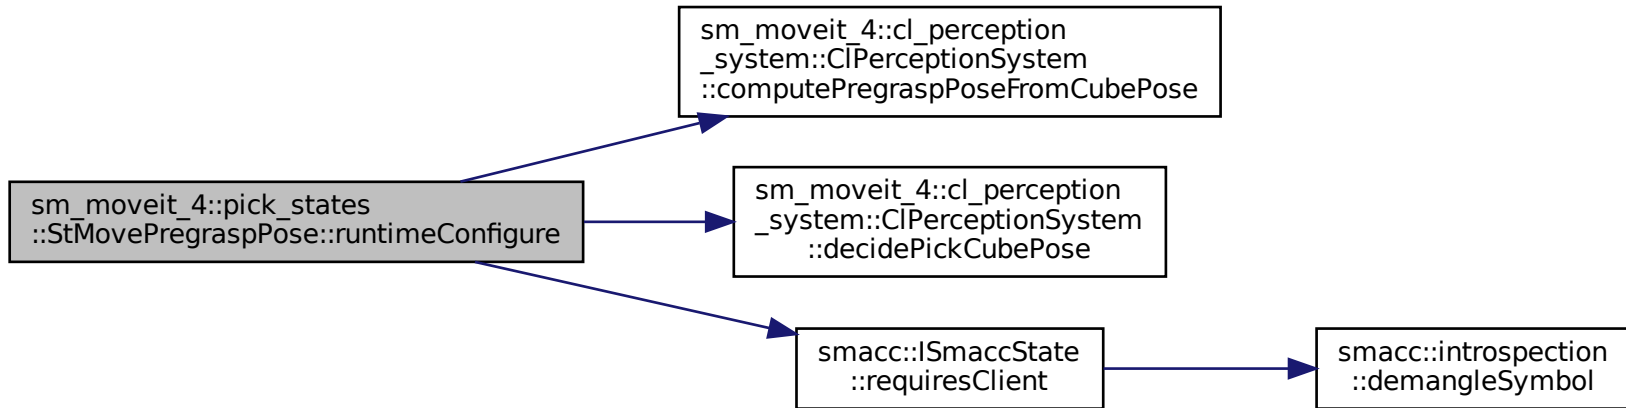 sm_moveit_4::cl_perception
_system::ClPerceptionSystem
::computePregraspPoseFromCubePose
sm_moveit_4::pick_states
::StMovePregraspPose::runtimeConfigure
sm_moveit_4::cl_perception
_system::ClPerceptionSystem
::decidePickCubePose
smacc::ISmaccState
::requiresClient
smacc::introspection
::demangleSymbol